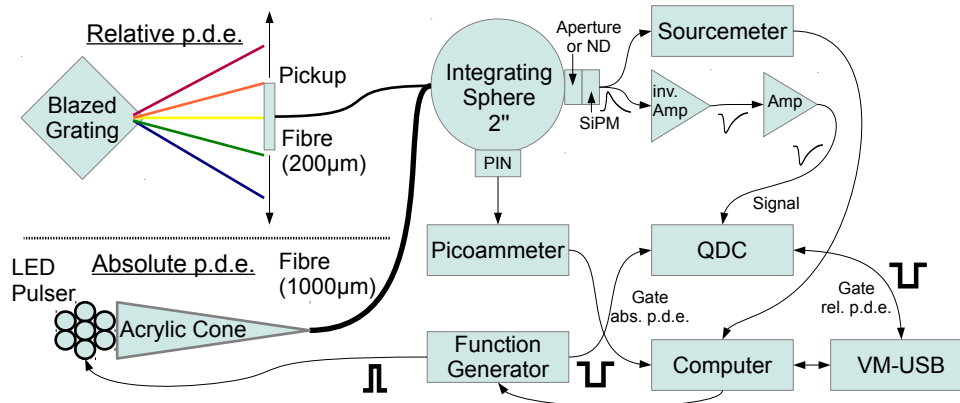 Relative p.d.e.
Blazed
Grating
Pickup
Fibre
(200µm)
Integrating
Sphere
2"
Aperture
or ND
SiPM
PIN
Sourcemeter
inv.
Amp
Amp
Signal
Picoammeter
QDC
Gate
abs. p.d.e.
Gate
rel. p.d.e.
Absolute p.d.e.
LED
Pulser
Acrylic Cone
Fibre
(1000µm)
Function
Generator
Computer
VM-USB